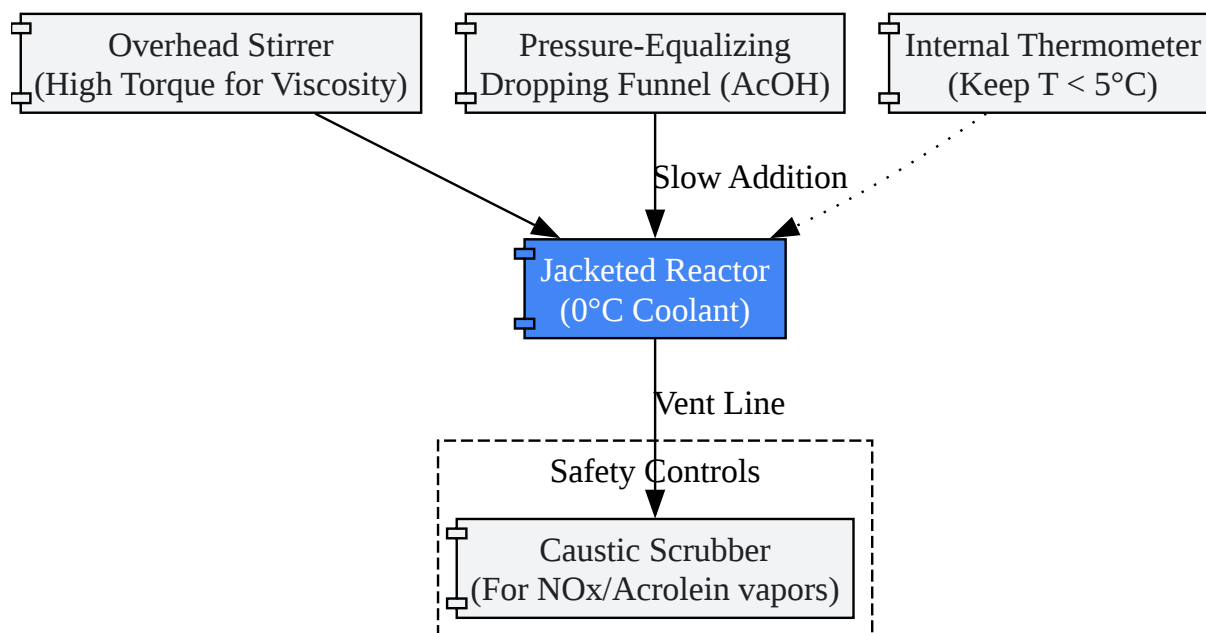 Overhead Stirrer
(High Torque for Viscosity)
Pressure-Equalizing
Dropping Funnel (AcOH)
Internal Thermometer
(Keep T < 5°C)
Slow Addition
Jacketed Reactor
(0°C Coolant)
Vent Line
Safety Controls
Caustic Scrubber
(For NOx/Acrolein vapors)